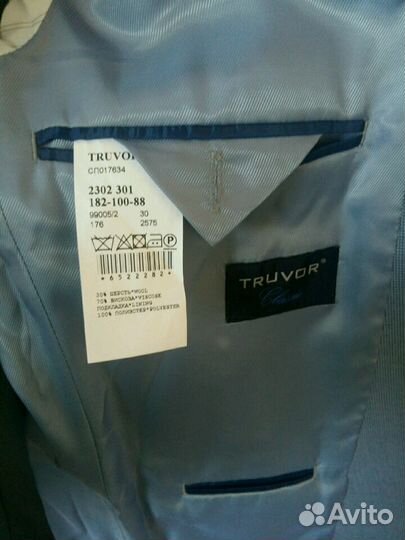 TRUVOR
СП017634
2302 301
182-100-88
99005/2 30
176 2575
*6522282*
30% ШЕРСТЬ*WOOL
70% ВИСКОЗА*VISCOSE
ПОДКЛАДКА*LINING
100% ПОЛИЭСТЕР*POLYESTER
TRUVOR®
Classic
Avito